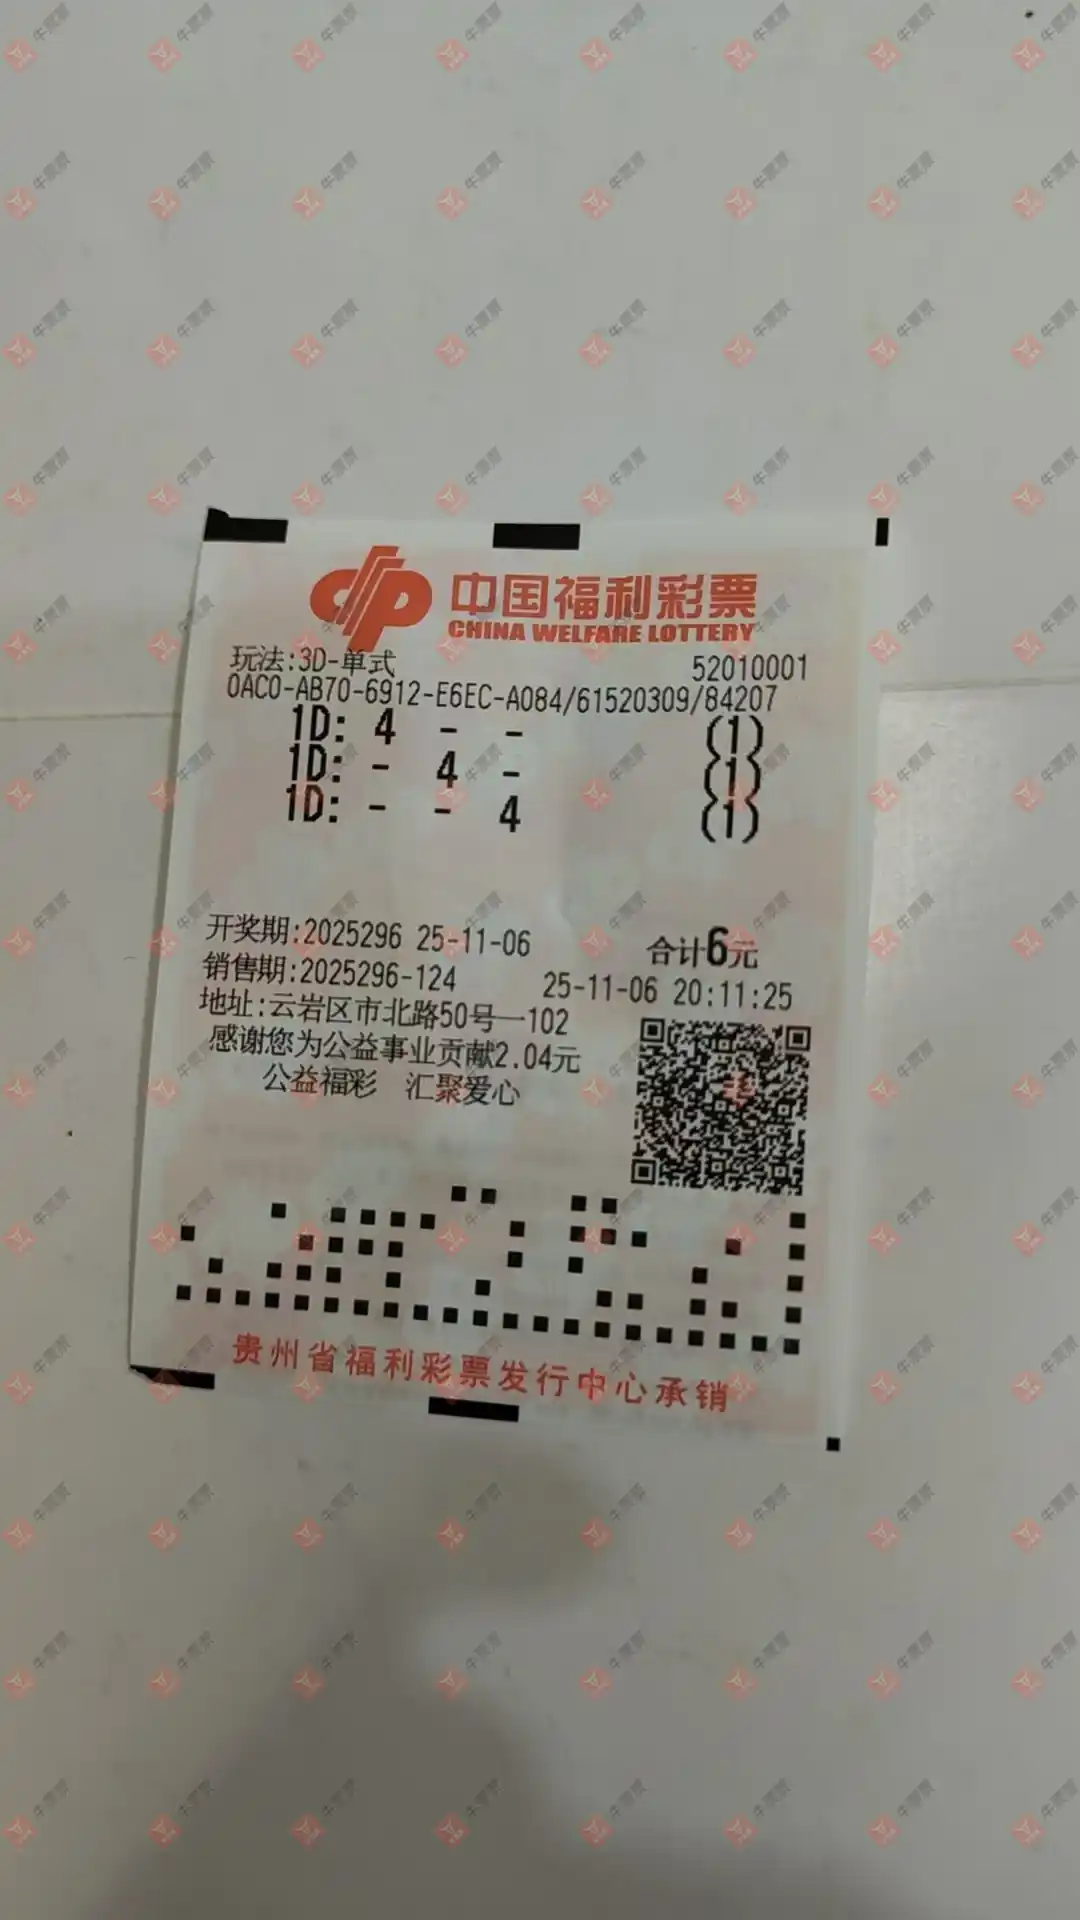 中国福利彩票
CHINA WELFARE LOTTERY
玩法:3D-单式 52010001
0AC0-AB70-6912-E6EC-A084/61520309/84207
1D: 4 - - (1)
1D: - 4 - (1)
1D: - - 4 (1)
开奖期:2025296 25-11-06 合计6元
销售期:2025296-124 25-11-06 20:11:25
地址:云岩区市北路50号一102
感谢您为公益事业贡献2.04元
公益福彩 汇聚爱心
贵州省福利彩票发行中心承销